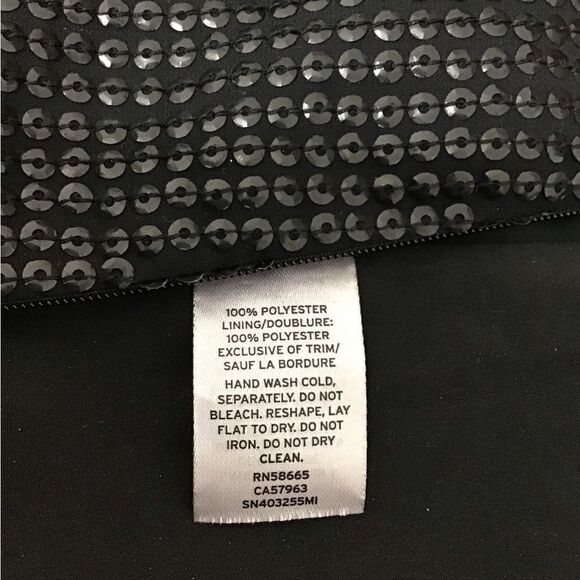 100% POLYESTER
LINING/DOUBLURE:
100% POLYESTER
EXCLUSIVE OF TRIM/
SAUF LA BORDURE
HAND WASH COLD,
SEPARATELY. DO NOT
BLEACH. RESHAPE, LAY
FLAT TO DRY. DO NOT
IRON. DO NOT DRY
CLEAN.
RN58665
CA57963
SN403255MI